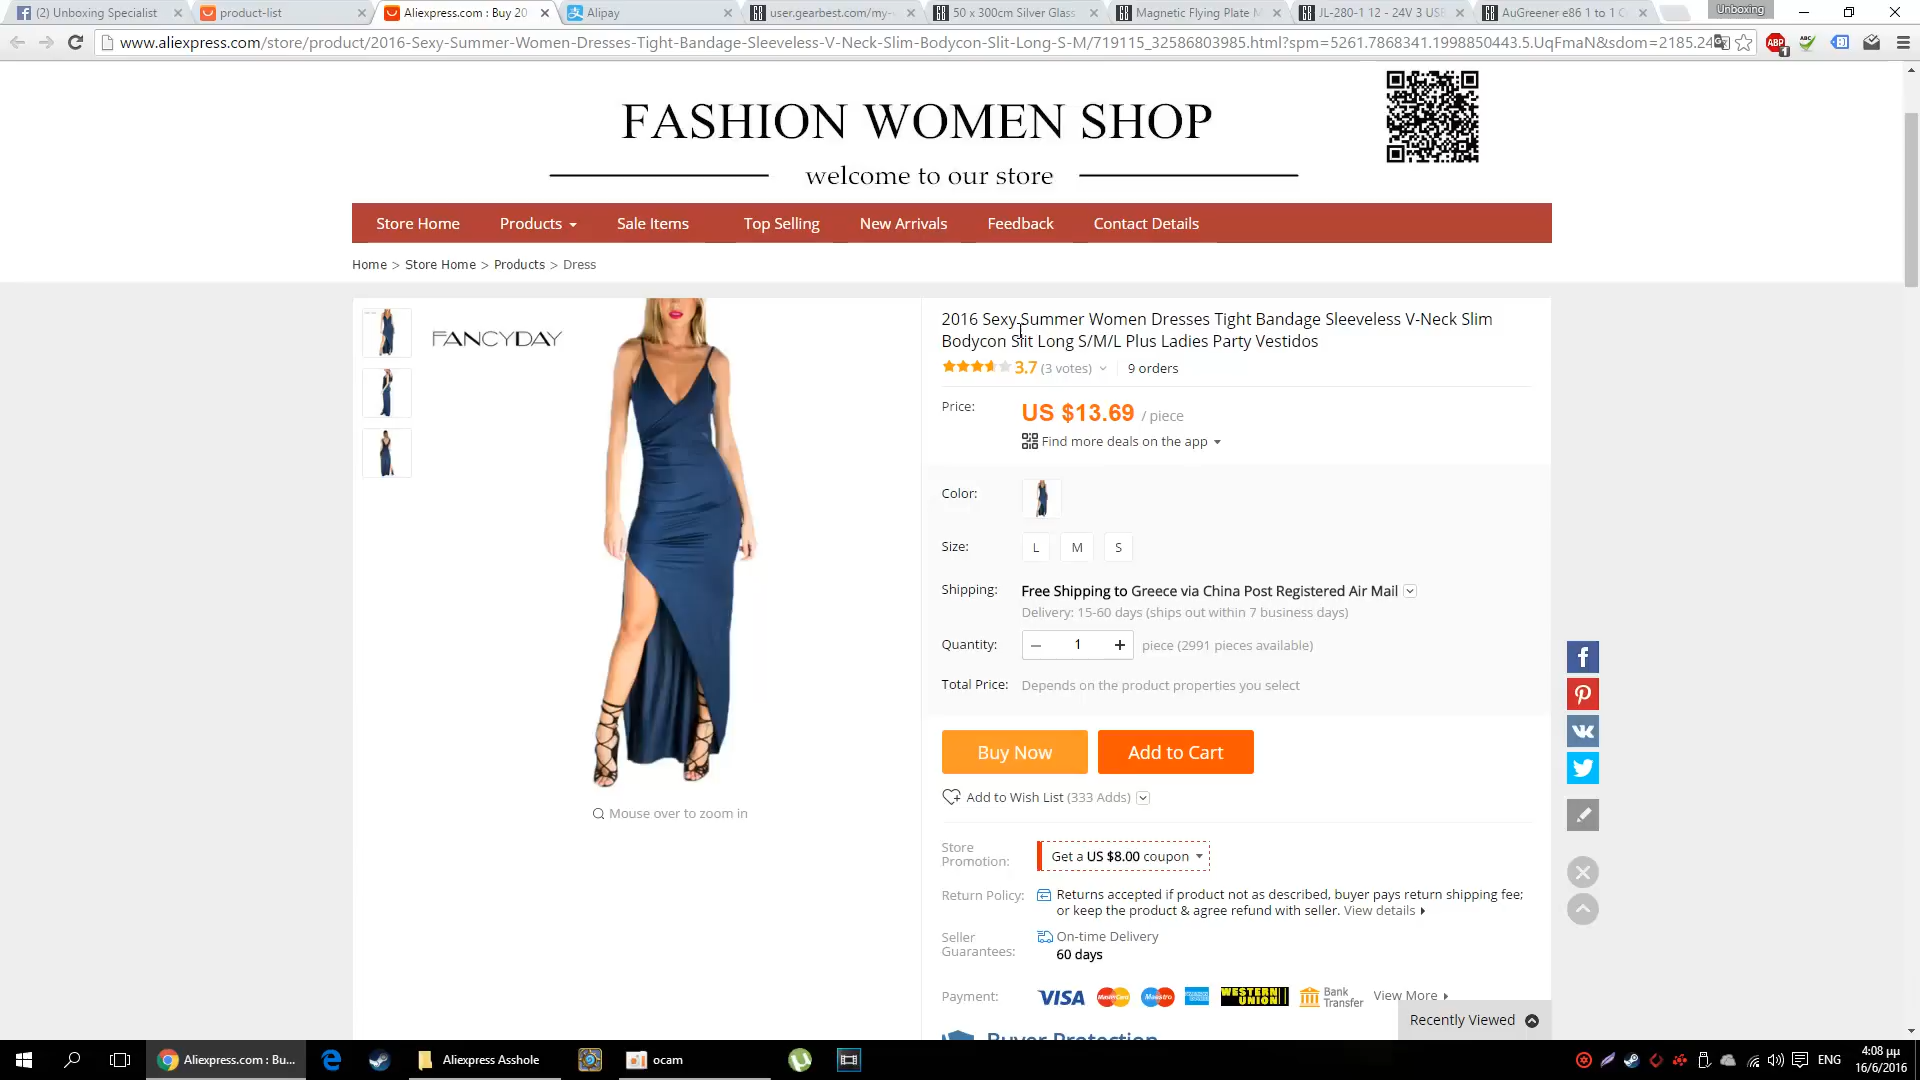 (2) Unboxing Specialist
product-list
Aliexpress.com : Buy 20
Alipay
user.gearbest.com/my-
50 x 300cm Silver Glass
Magnetic Flying Plate M
JL-280-1 12 - 24V 3 USB
AuGreener e86 1 to 1 C
Unboxing
www.aliexpress.com/store/product/2016-Sexy-Summer-Women-Dresses-Tight-Bandage-Sleeveless-V-Neck-Slim-Bodycon-Slit-Long-S-M/719115_32586803985.html?spm=5261.7868341.1998850443.5.UqFmaN&sdom=2185.24
ABP
1
ABC
FASHION WOMEN SHOP
welcome to our store
Store Home
Products
Sale Items
Top Selling
New Arrivals
Feedback
Contact Details
Home > Store Home > Products > Dress
FANCYDAY
2016 Sexy Summer Women Dresses Tight Bandage Sleeveless V-Neck Slim
Bodycon Slit Long S/M/L Plus Ladies Party Vestidos
3.7 (3 votes) 9 orders
Price:
US $13.69 / piece
Find more deals on the app
Color:
Size:
L
M
S
Shipping:
Free Shipping to Greece via China Post Registered Air Mail
Delivery: 15-60 days (ships out within 7 business days)
Quantity:
1
piece (2991 pieces available)
Total Price:
Depends on the product properties you select
Buy Now
Add to Cart
Mouse over to zoom in
Add to Wish List (333 Adds)
Store
Promotion:
Get a US $8.00 coupon
Return Policy:
Returns accepted if product not as described, buyer pays return shipping fee;
or keep the product & agree refund with seller. View details
Seller
Guarantees:
On-time Delivery
60 days
Payment:
VISA
MasterCard
Maestro
WESTERN
UNION
Bank
Transfer
View More
Buyer Protection
Recently Viewed
Aliexpress.com : Bu...
Aliexpress Asshole
ocam
ENG
4:08 μμ
16/6/2016